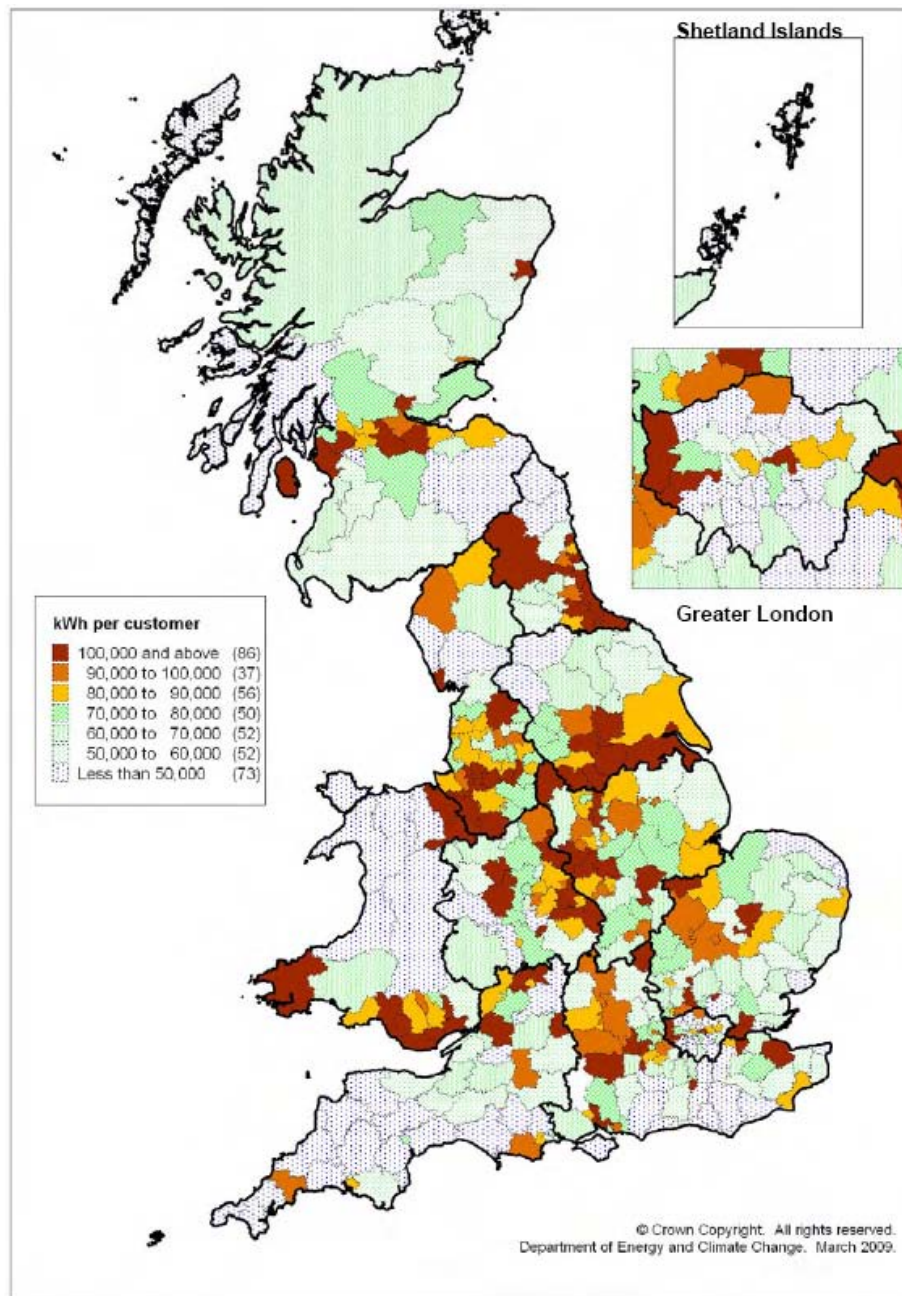 Shetland Islands
Greater London
kWh per customer
100,000 and above (86)
90,000 to 100,000 (37)
80,000 to 90,000 (56)
70,000 to 80,000 (50)
60,000 to 70,000 (52)
50,000 to 60,000 (52)
Less than 50,000 (73)
© Crown Copyright. All rights reserved.
Department of Energy and Climate Change. March 2009.